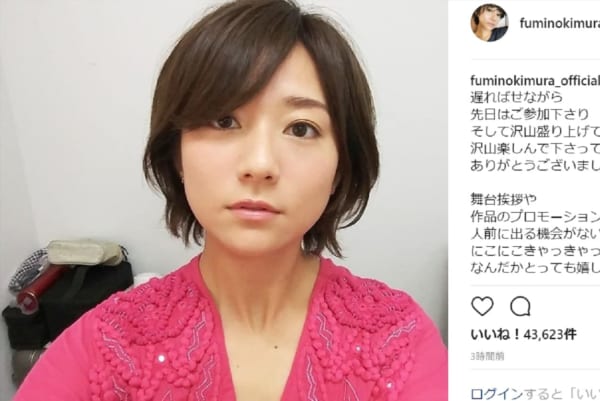 fuminokimura
fuminokimura_official
遅ればせながら
先日はご参加下さり
そして沢山盛り上げて
沢山楽しんで下さって
ありがとうございまし
舞台挨拶や
作品のプロモーション
人前に出る機会がない
にこにこきゃっきゃっ
なんだかとっても嬉し
いいね！43,623件
3時間前
ログインすると「いい